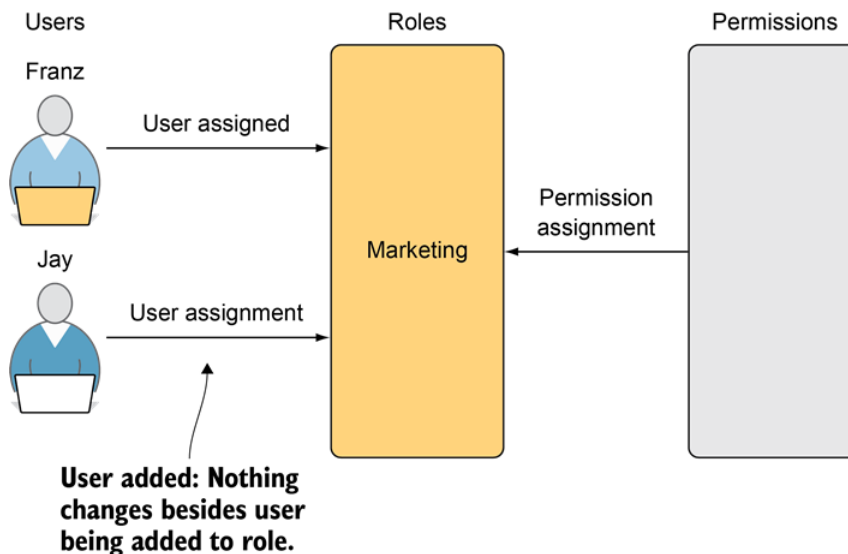 Users
Roles
Permissions
Franz
User assigned
Permission
assignment
Marketing
Jay
User assignment
User added: Nothing
changes besides user
being added to role.